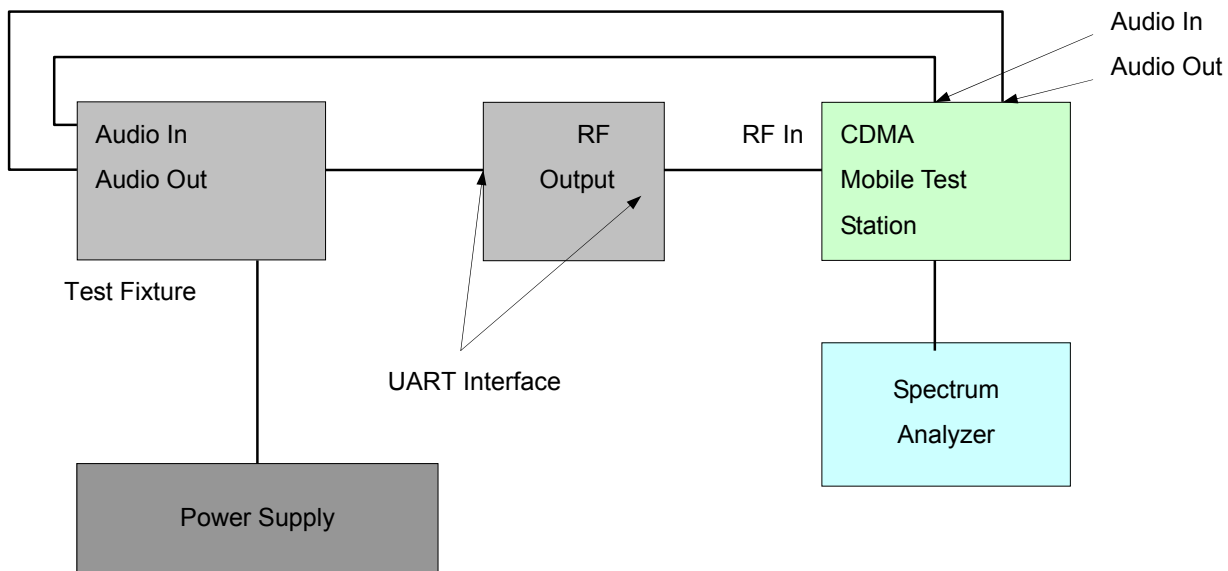 Audio In
Audio Out
Audio In
Audio Out
RF
Output
RF In
CDMA
Mobile Test
Station
Test Fixture
UART Interface
Spectrum
Analyzer
Power Supply